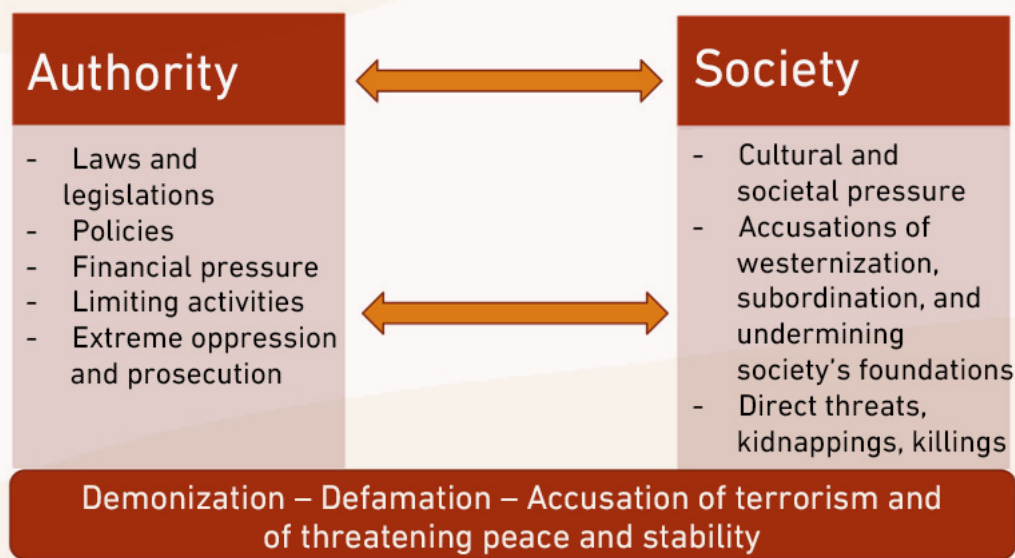 Authority
- Laws and
legislations
- Policies
- Financial pressure
- Limiting activities
- Extreme oppression
and prosecution
Society
- Cultural and
societal pressure
- Accusations of
westernization,
subordination, and
undermining
society's foundations
- Direct threats,
kidnappings, killings
Demonization – Defamation – Accusation of terrorism and
of threatening peace and stability